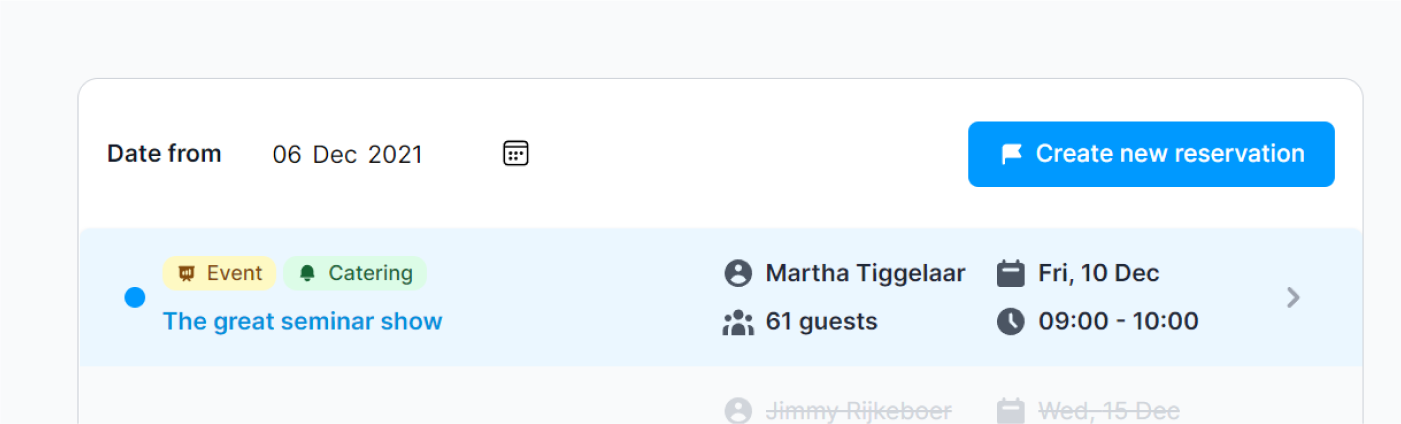 Date from 06 Dec 2021 Create new reservation
Event Catering
The great seminar show
Martha Tiggelaar Fri, 10 Dec
61 guests 09:00 - 10:00
Jimmy Rijkeboer Wed, 15 Dec